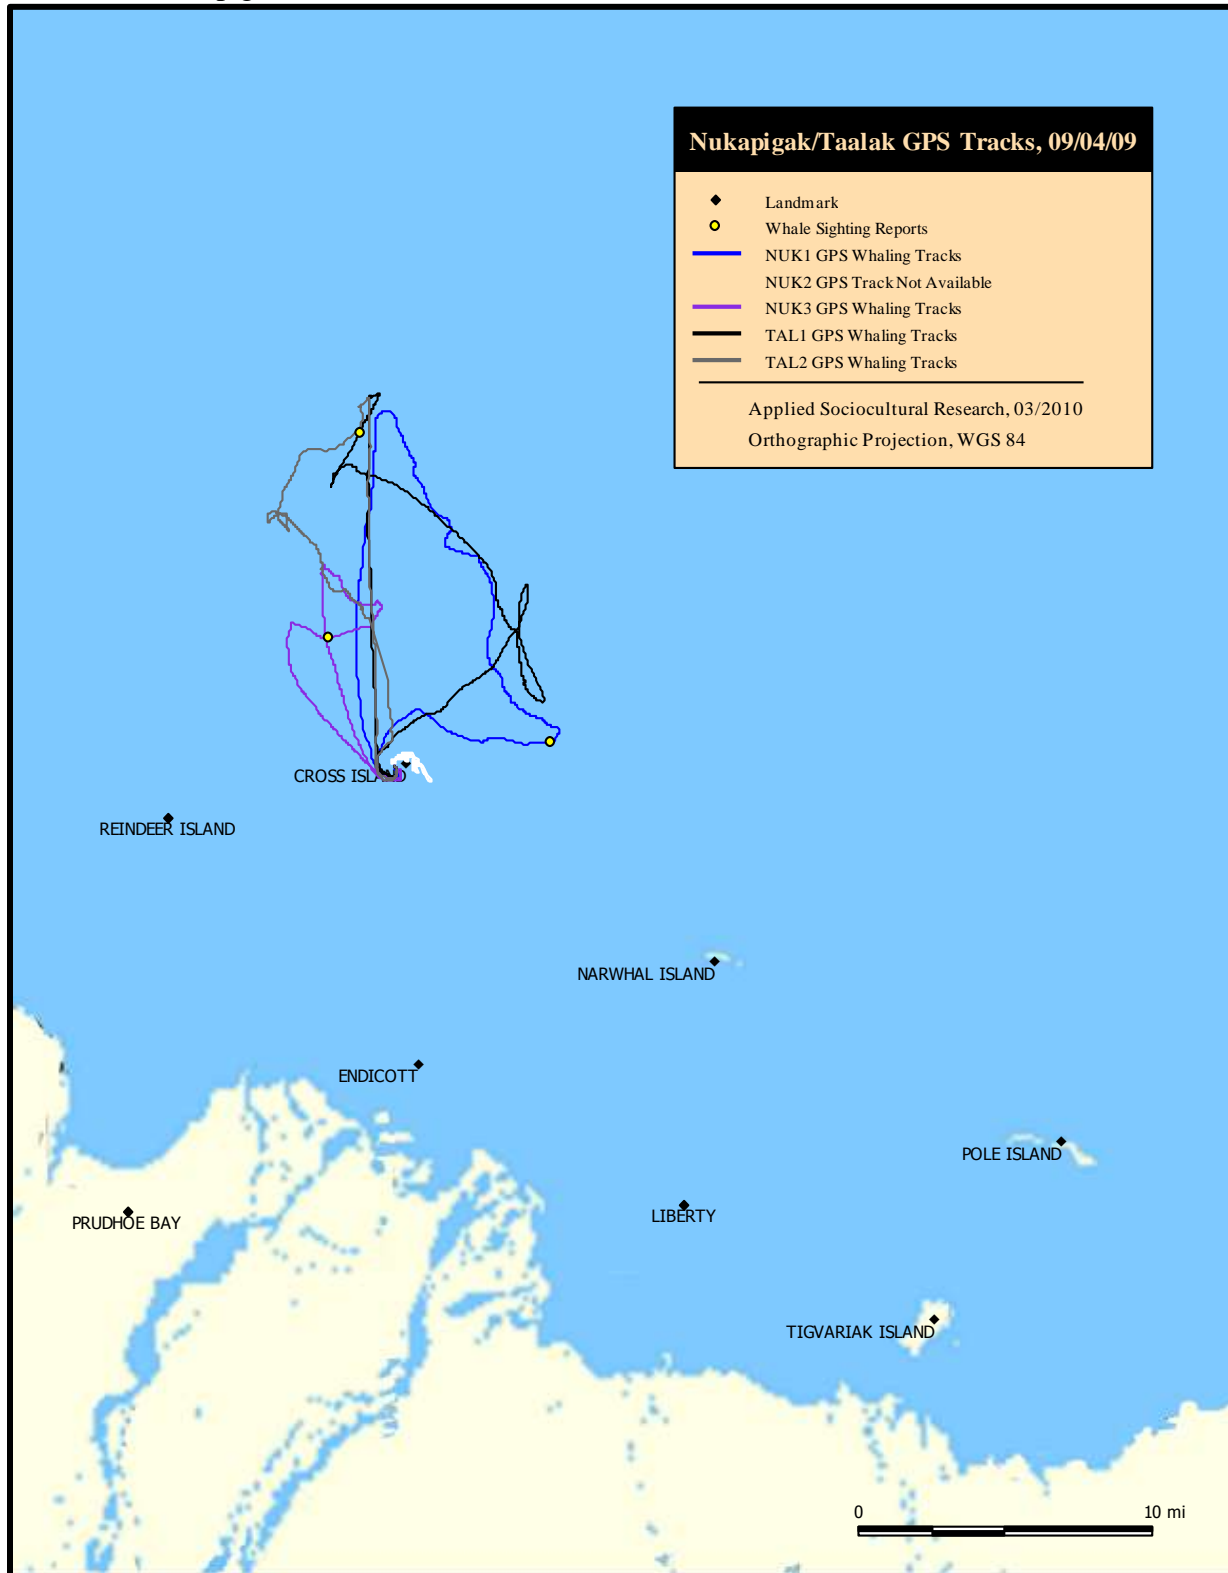 Nukapigak/Taalak GPS Tracks, 09/04/09
Landmark
Whale Sighting Reports
NUK1 GPS Whaling Tracks
NUK2 GPS Track Not Available
NUK3 GPS Whaling Tracks
TAL1 GPS Whaling Tracks
TAL2 GPS Whaling Tracks
Applied Sociocultural Research, 03/2010
Orthographic Projection, WGS 84
CROSS ISLAND
REINDEER ISLAND
NARWHAL ISLAND
ENDICOTT
POLE ISLAND
PRUDHOE BAY
LIBERTY
TIGVARIAK ISLAND
0 10 mi